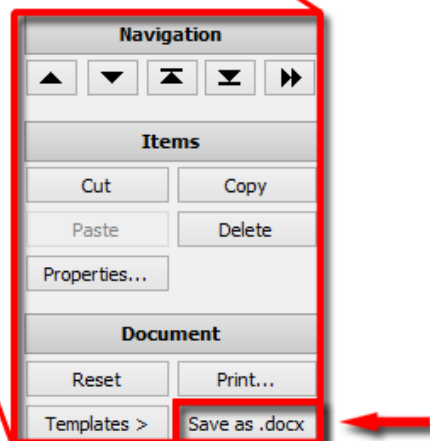 Navigation
Items
Cut Copy
Paste Delete
Properties...
Document
Reset Print...
Templates > Save as .docx